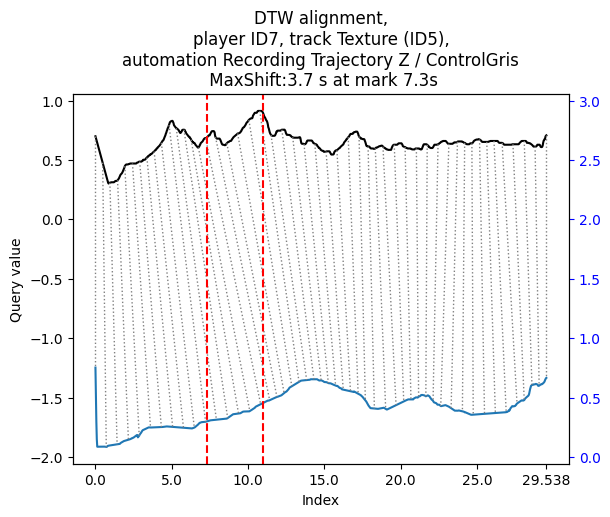 DTW alignment,
player ID7, track Texture (ID5),
automation Recording Trajectory Z / ControlGris
MaxShift:3.7 s at mark 7.3s
1.0
0.5
0.0
−0.5
−1.0
−1.5
−2.0
Query value
3.0
2.5
2.0
1.5
1.0
0.5
0.0
0.0 5.0 10.0 15.0 20.0 25.0 29.538
Index